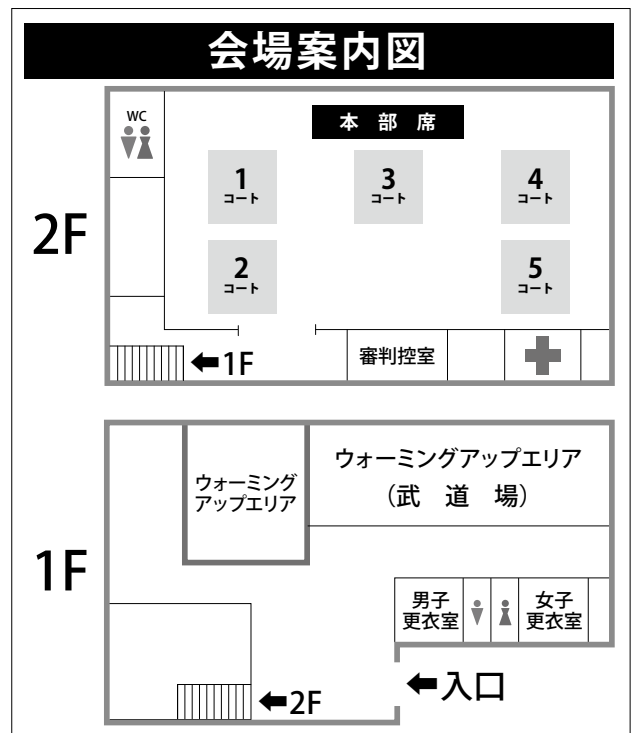 会場案内図
2F
WC
本 部 席
1
コート
3
コート
4
コート
2
コート
5
コート
←1F
審判控室
1F
ウォーミング
アップエリア
ウォーミングアップエリア
（武 道 場）
男子
更衣室
女子
更衣室
←入口
←2F